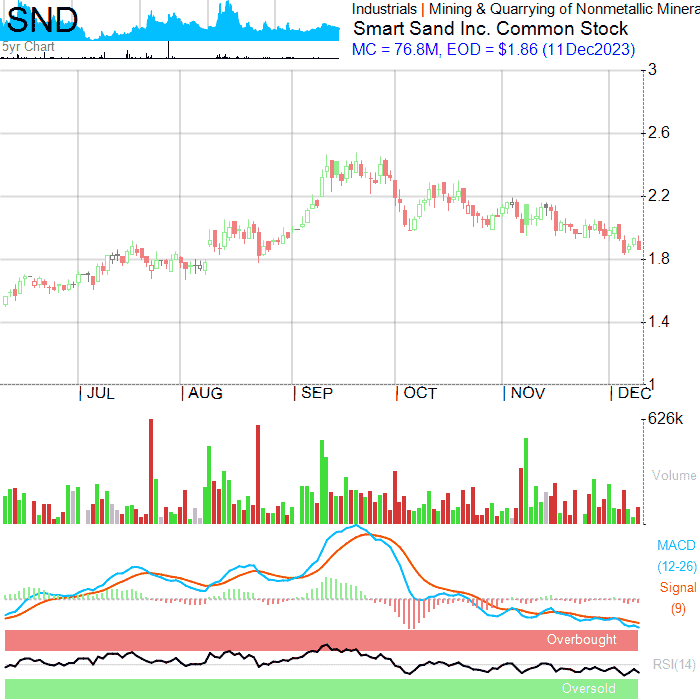 SND
5yr Chart
Industrials | Mining & Quarrying of Nonmetallic Minera
Smart Sand Inc. Common Stock
MC = 76.8M, EOD = $1.86 (11Dec2023)
3
2.6
2.2
1.8
1.4
1
JUL AUG SEP OCT NOV DEC
626k
Volume
MACD
(12-26)
Signal
(9)
Overbought
RSI(14)
Oversold